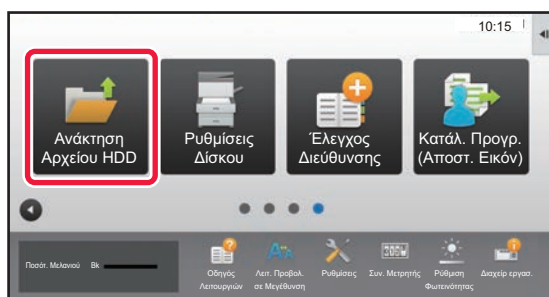 10:15
Ανάκτηση
Αρχείου HDD
Ρυθμίσεις
Δίσκου
Έλεγχος
Διεύθυνσης
Κατάλ. Προγρ.
(Αποστ. Εικόν)
Ποσότ. Μελανιού Bk
Οδηγός
Λειτουργιών
Λειτ. Προβολ.
σε Μεγέθυνση
Ρυθμίσεις
Συν. Μετρητής
Ρύθμιση
Φωτεινότητας
Διαχείρ εργασ.